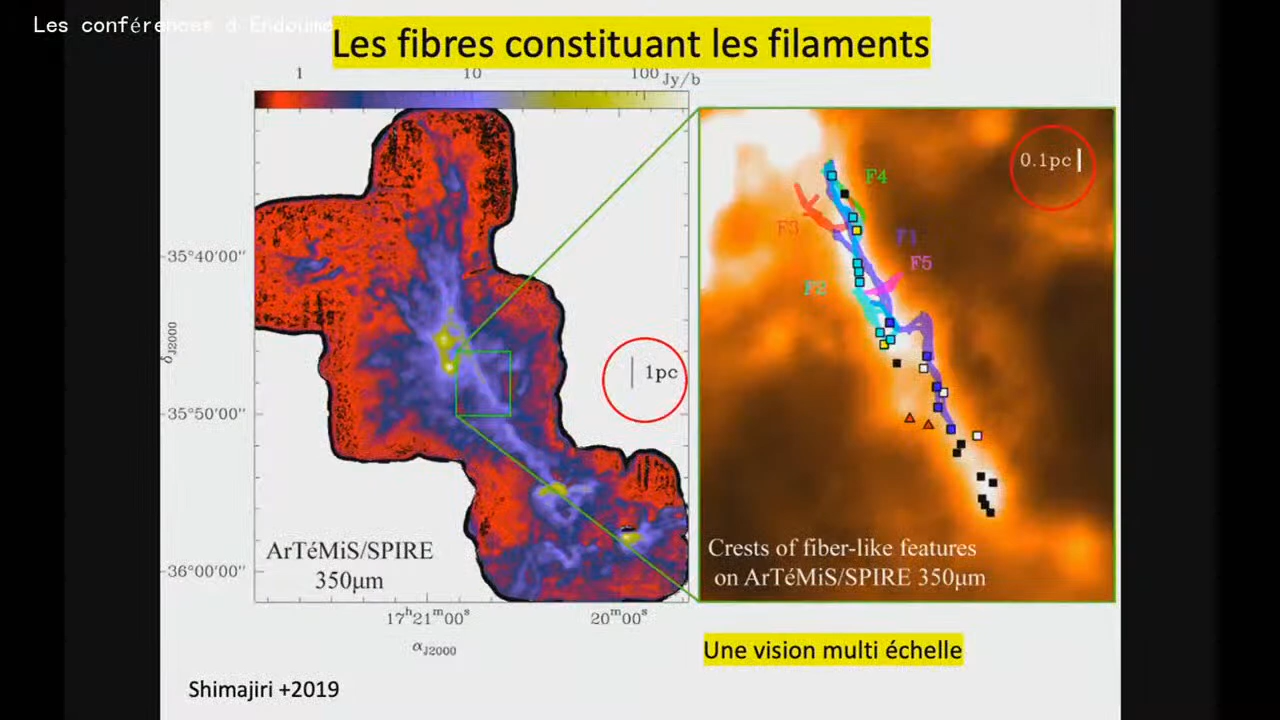 Les conférences d'Endoume
Les fibres constituant les filaments
1 10 100 Jy/b
0.1pc
F4
F3
F1
F5
F2
-35°40'00"
δJ2000
1pc
-35°50'00"
ArTéMiS/SPIRE
350μm
Crests of fiber-like features
on ArTéMiS/SPIRE 350μm
-36°00'00"
17h21m00s 20m00s
αJ2000
Une vision multi échelle
Shimajiri +2019